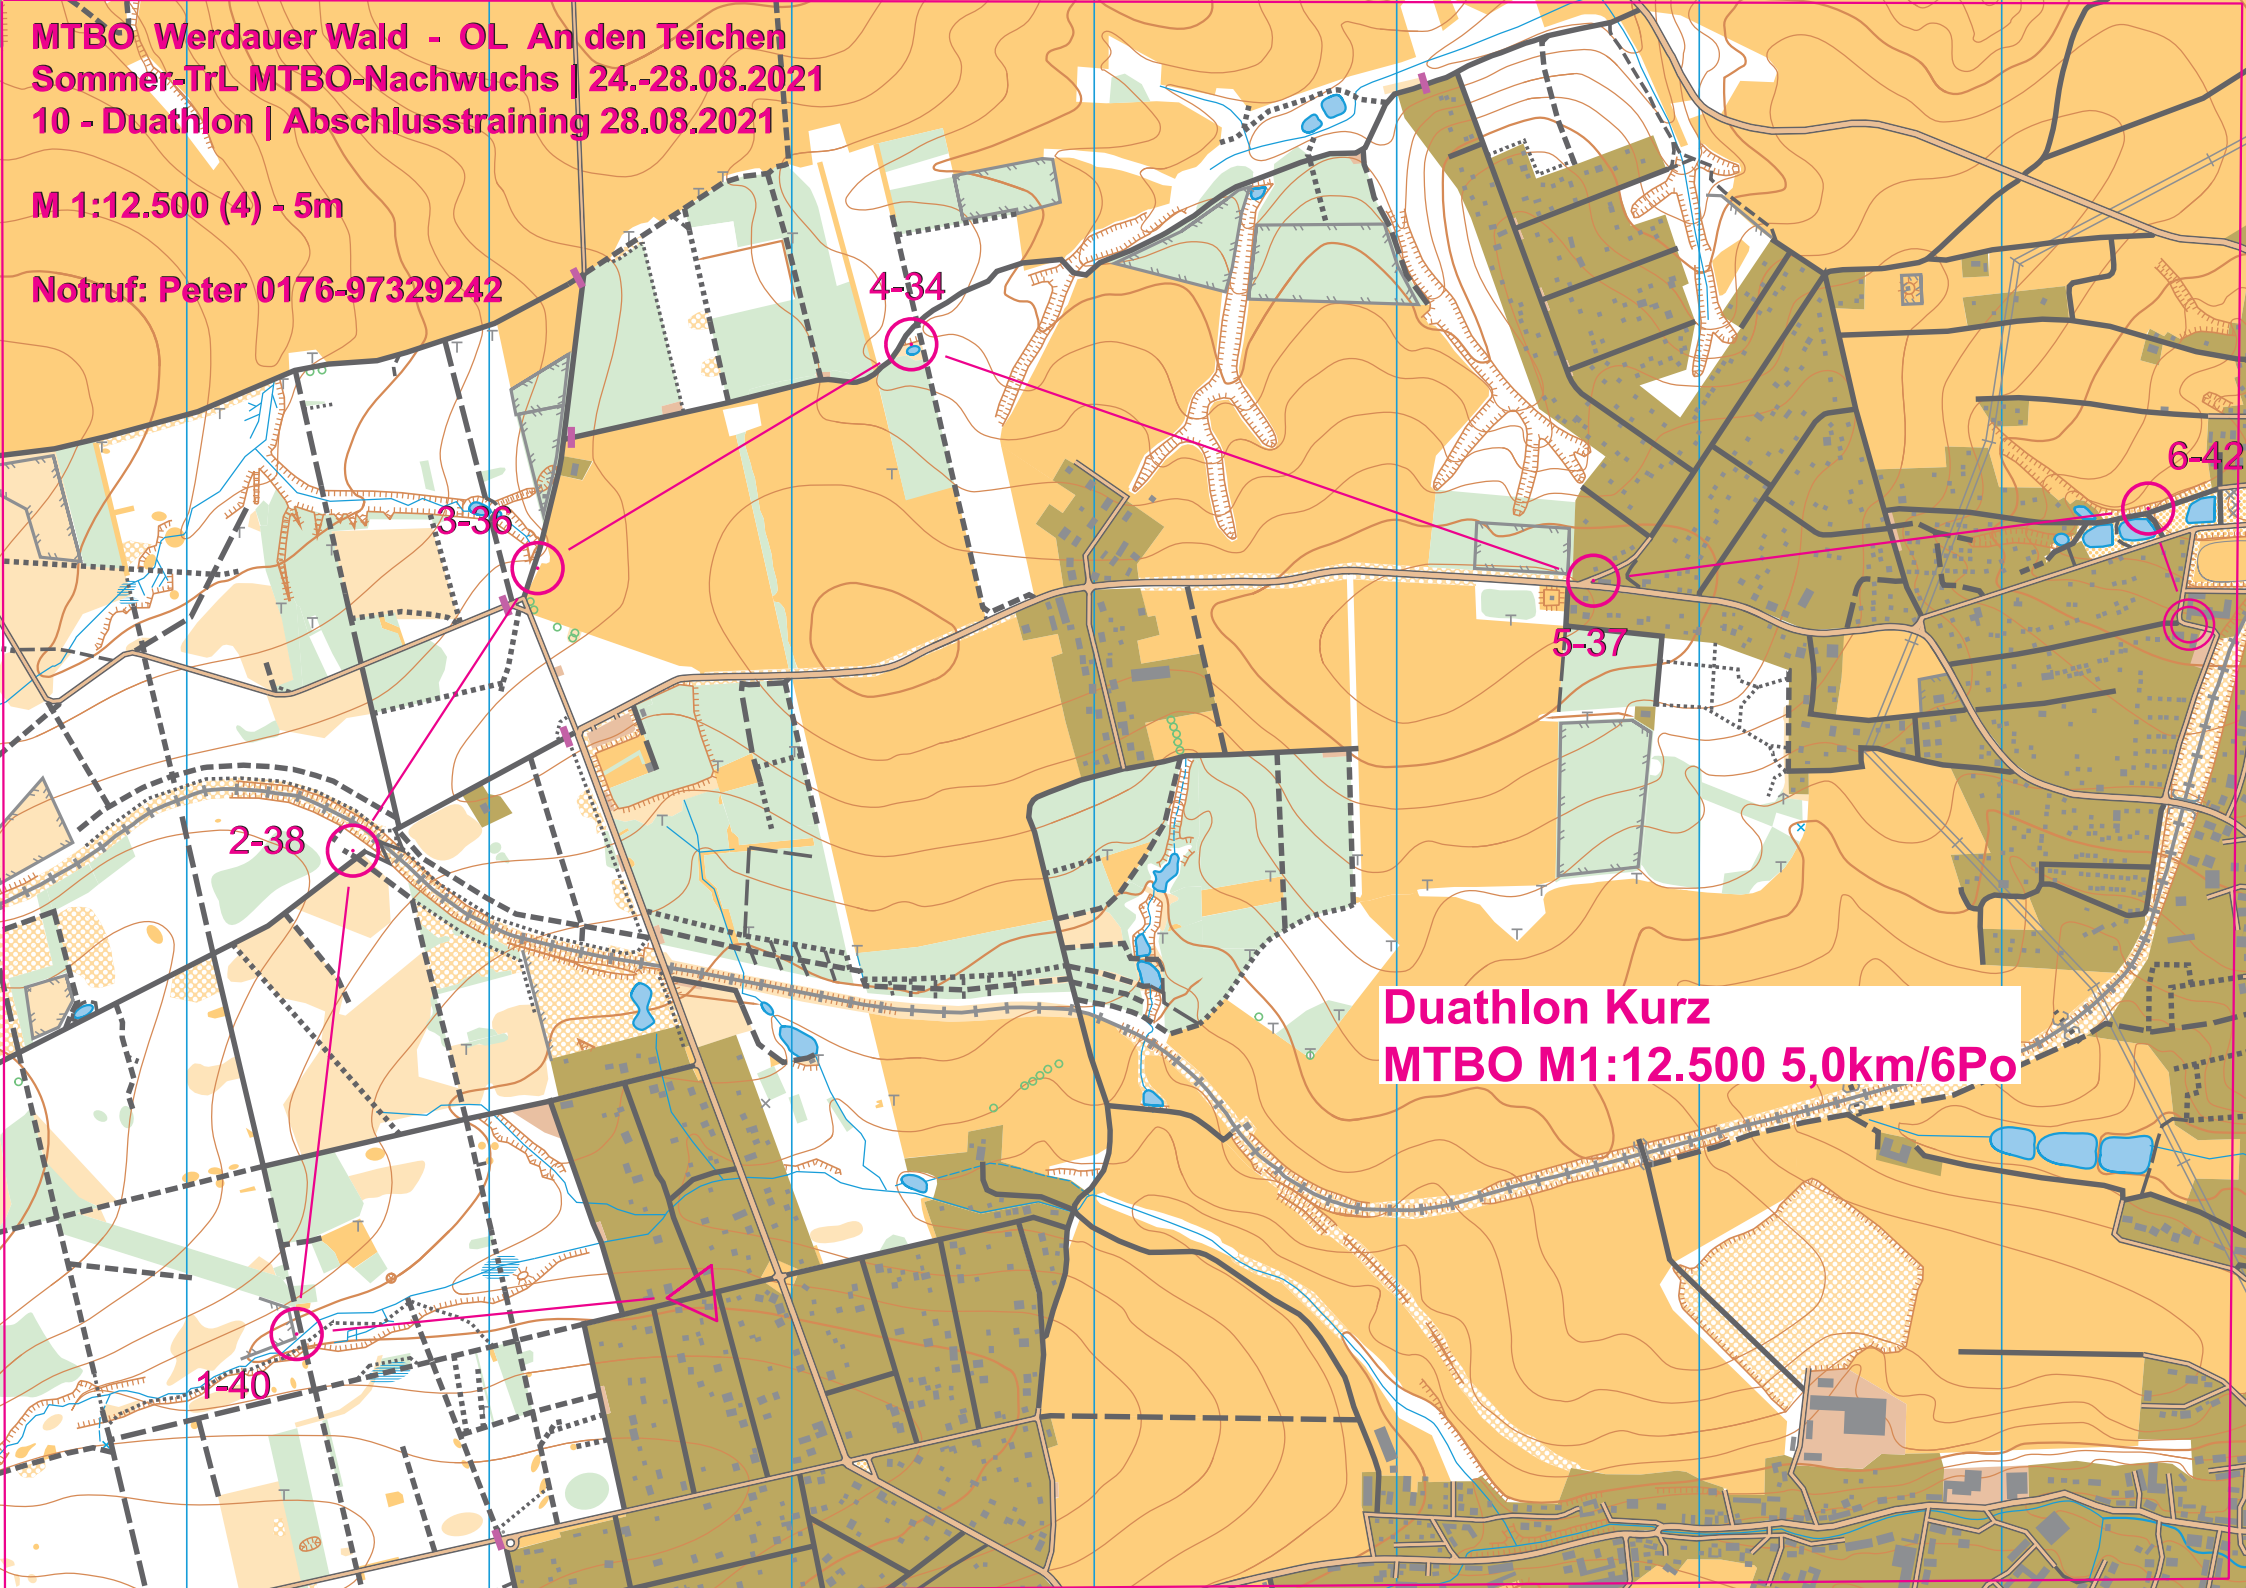 MTBO Werdauer Wald - OL An den Teichen
Sommer-TrL MTBO-Nachwuchs | 24.-28.08.2021
10 - Duathlon | Abschlusstraining 28.08.2021
M 1:12.500 (4) - 5m
Notruf: Peter 0176-97329242
4-34
6-42
3-36
5-37
2-38
Duathlon Kurz
MTBO M1:12.500 5,0km/6Po
1-40